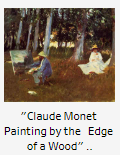 "Claude Monet
Painting by the Edge
of a Wood" ..